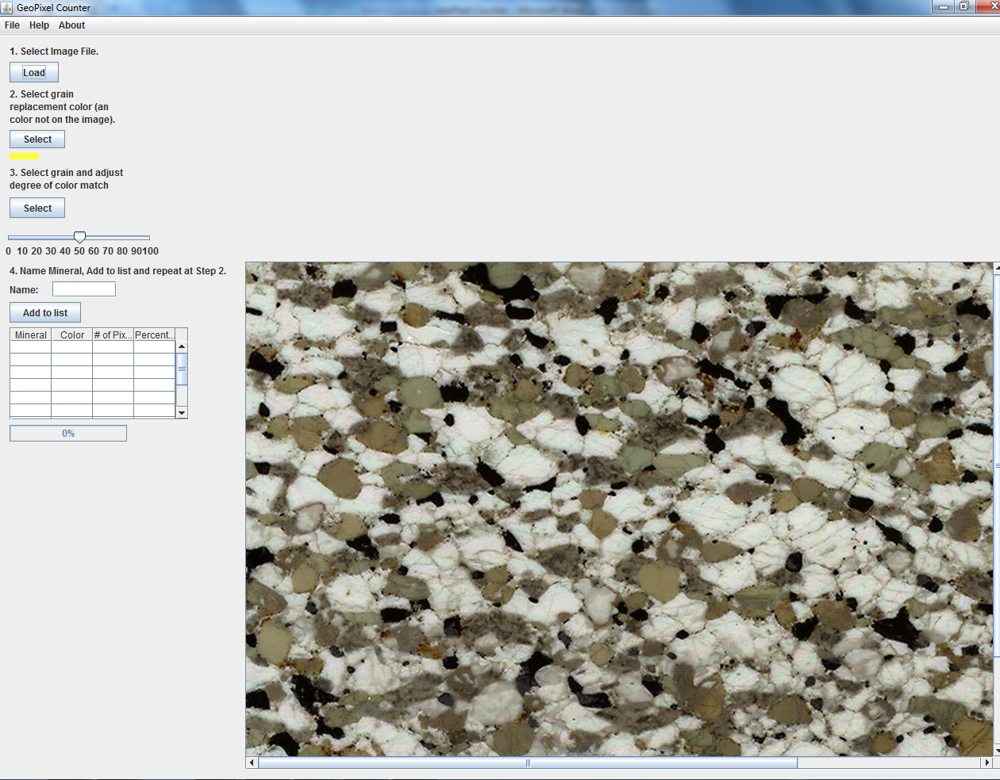 GeoPixel Counter
File Help About
1. Select Image File.
Load
2. Select grain
replacement color (an
color not on the image).
Select
3. Select grain and adjust
degree of color match
Select
0 10 20 30 40 50 60 70 80 90100
4. Name Mineral, Add to list and repeat at Step 2.
Name:
Add to list
Mineral Color # of Pix... Percent...
0%